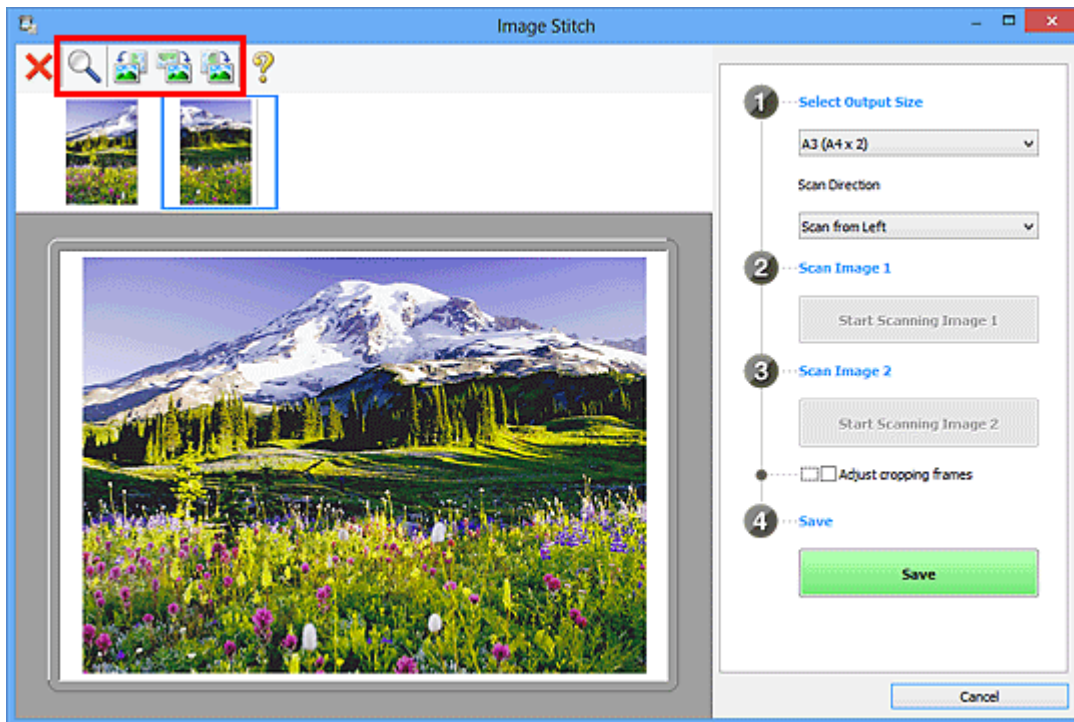 Image Stitch
1 Select Output Size
A3 (A4 x 2)
Scan Direction
Scan from Left
2 Scan Image 1
Start Scanning Image 1
3 Scan Image 2
Start Scanning Image 2
Adjust cropping frames
4 Save
Save
Cancel